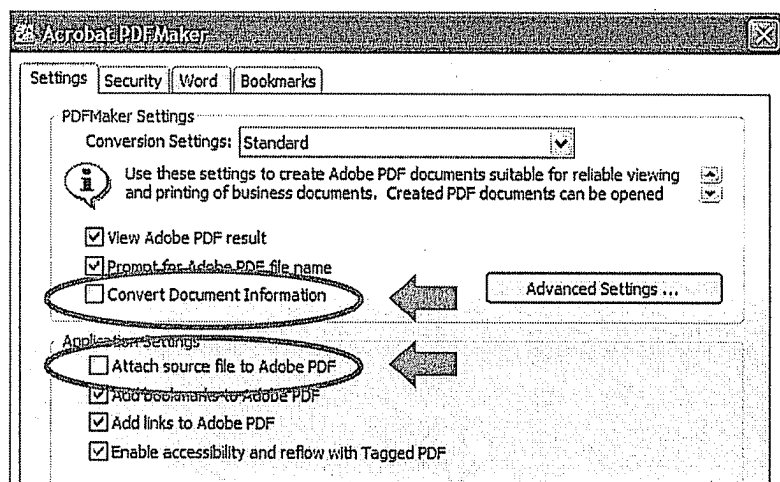 Acrobat PDFMaker
Settings Security Word Bookmarks
PDFMaker Settings
Conversion Settings: Standard
Use these settings to create Adobe PDF documents suitable for reliable viewing
and printing of business documents. Created PDF documents can be opened
View Adobe PDF result
Prompt for Adobe PDF file name
Convert Document Information
Advanced Settings ...
Application Settings
Attach source file to Adobe PDF
Add bookmarks to Adobe PDF
Add links to Adobe PDF
Enable accessibility and reflow with Tagged PDF